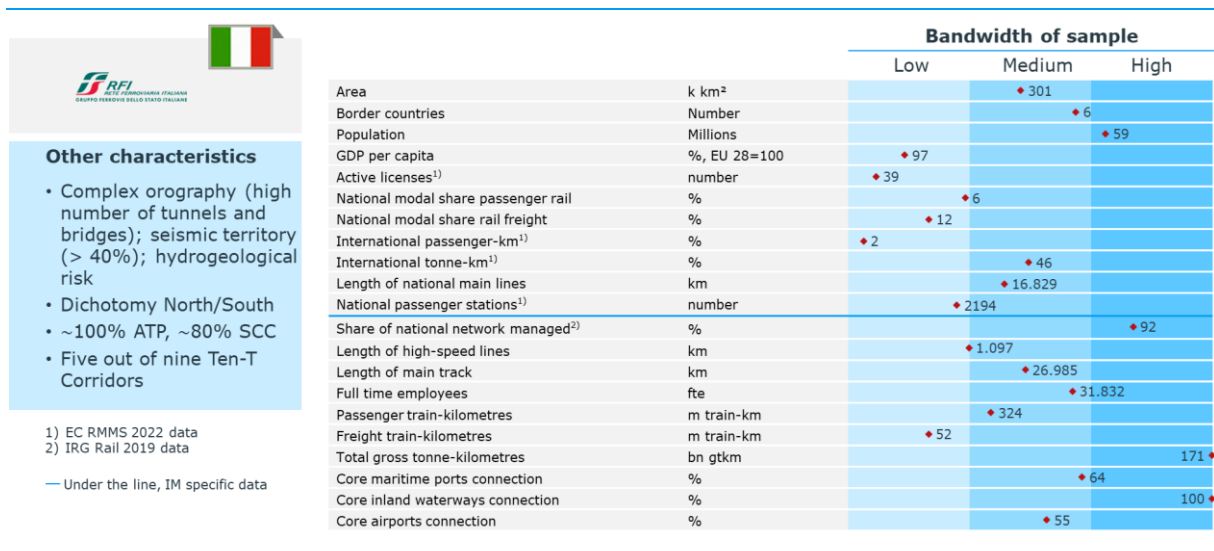 RFI
RETE FERROVIARIA ITALIANA
GRUPPO FERROVIE DELLO STATO ITALIANE
Other characteristics
• Complex orography (high
number of tunnels and
bridges); seismic territory
(> 40%); hydrogeological
risk
• Dichotomy North/South
• ~100% ATP, ~80% SCC
• Five out of nine Ten-T
Corridors
1) EC RMMS 2022 data
2) IRG Rail 2019 data
— Under the line, IM specific data
Bandwidth of sample
Low Medium High
Area k km² 301
Border countries Number 6
Population Millions 59
GDP per capita %, EU 28=100 97
Active licenses1) number 39
National modal share passenger rail % 6
National modal share rail freight % 12
International passenger-km1) % 2
International tonne-km1) % 46
Length of national main lines km 16.829
National passenger stations1) number 2194
Share of national network managed2) % 92
Length of high-speed lines km 1.097
Length of main track km 26.985
Full time employees fte 31.832
Passenger train-kilometres m train-km 324
Freight train-kilometres m train-km 52
Total gross tonne-kilometres bn gtkm 171
Core maritime ports connection % 64
Core inland waterways connection % 100
Core airports connection % 55